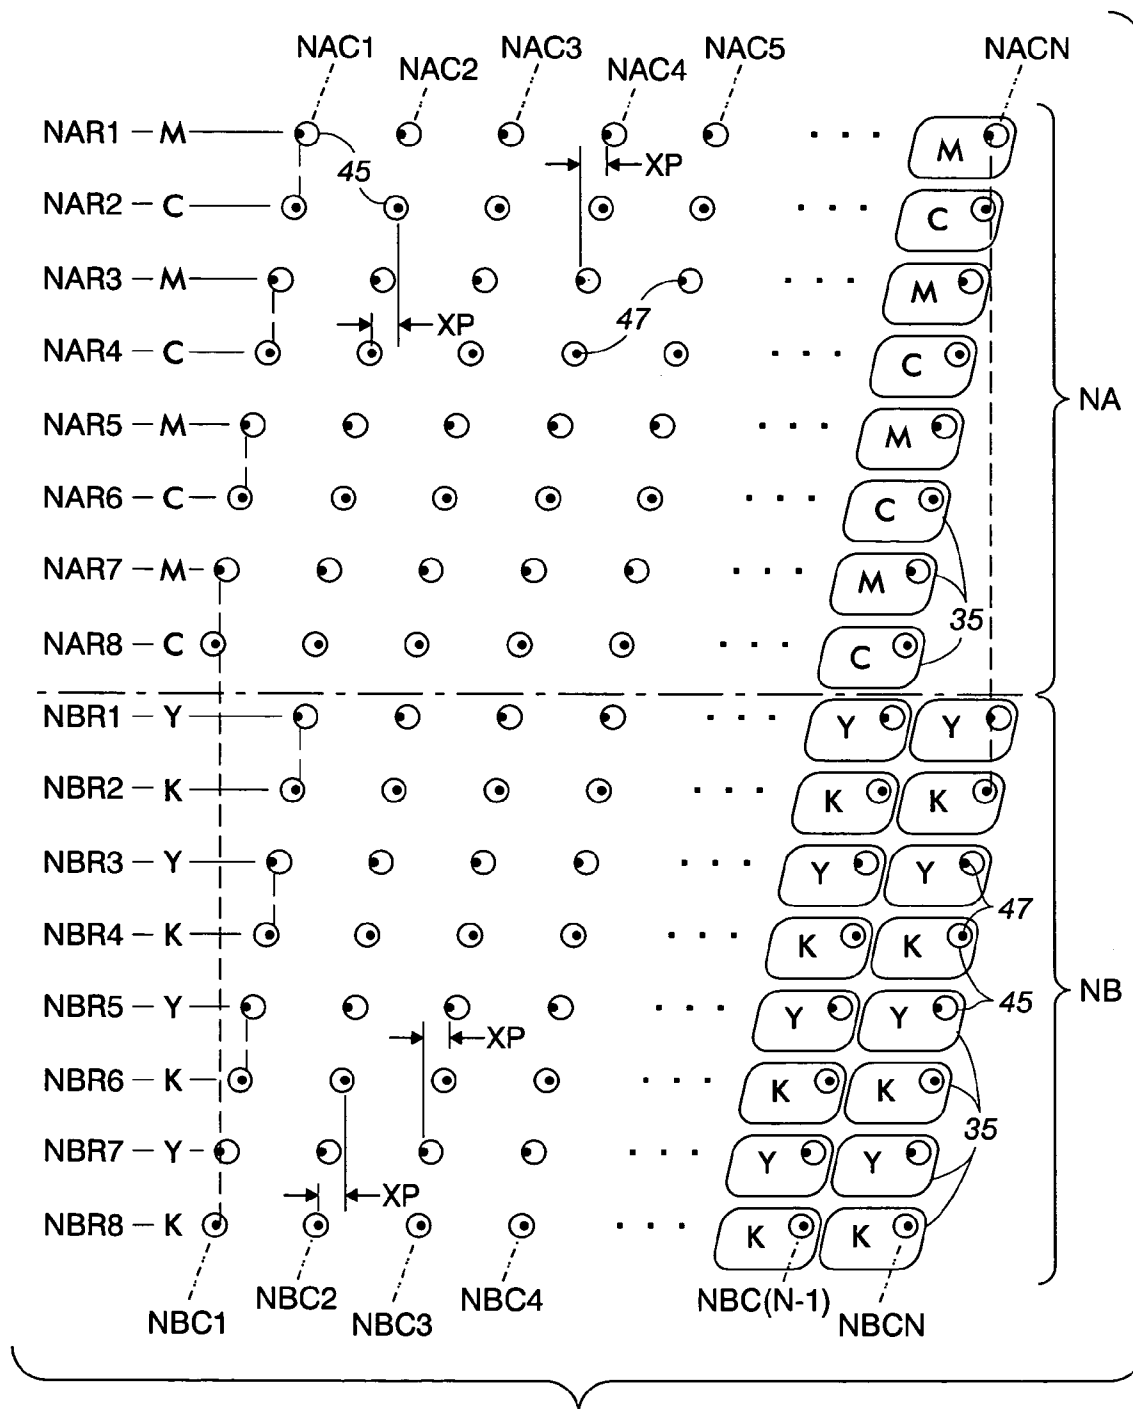 NAC1 NAC2 NAC3 NAC4 NAC5 NACN
NAR1 – M M
45 XP
NAR2 – C C
NAR3 – M M
XP 47
NAR4 – C C
NA
NAR5 – M M
NAR6 – C C
NAR7 – M M
35
NAR8 – C C
NBR1 – Y Y Y
NBR2 – K K K
NBR3 – Y Y Y
47
NBR4 – K K K
NBR5 – Y Y Y 45 NB
XP
NBR6 – K K K
35
NBR7 – Y Y Y
XP
NBR8 – K K K
NBC1 NBC2 NBC3 NBC4 NBC(N-1) NBCN